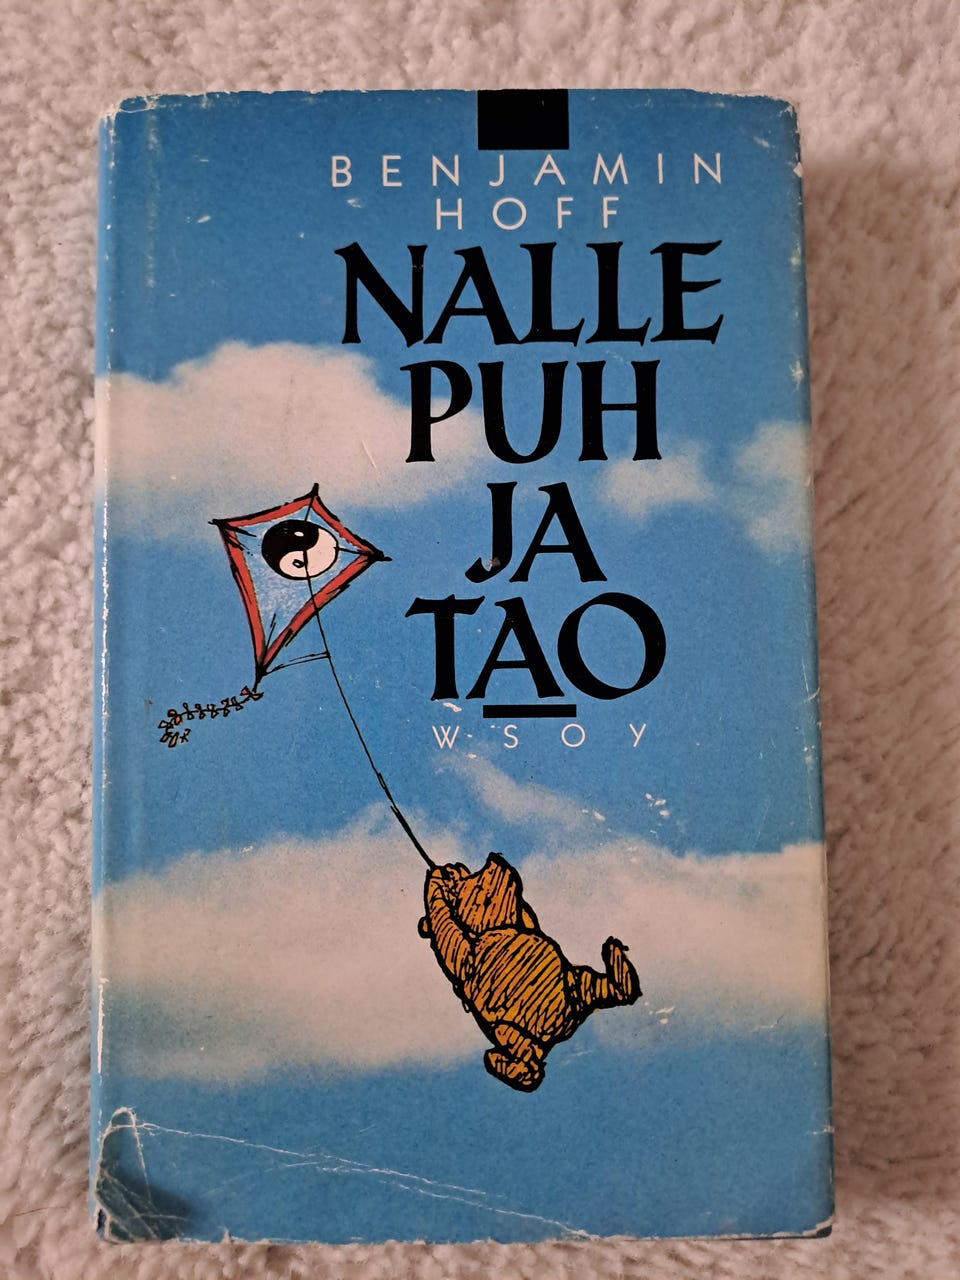 BENJAMIN
HOFF
NALLE
PUH
JA
TAO
WSOY